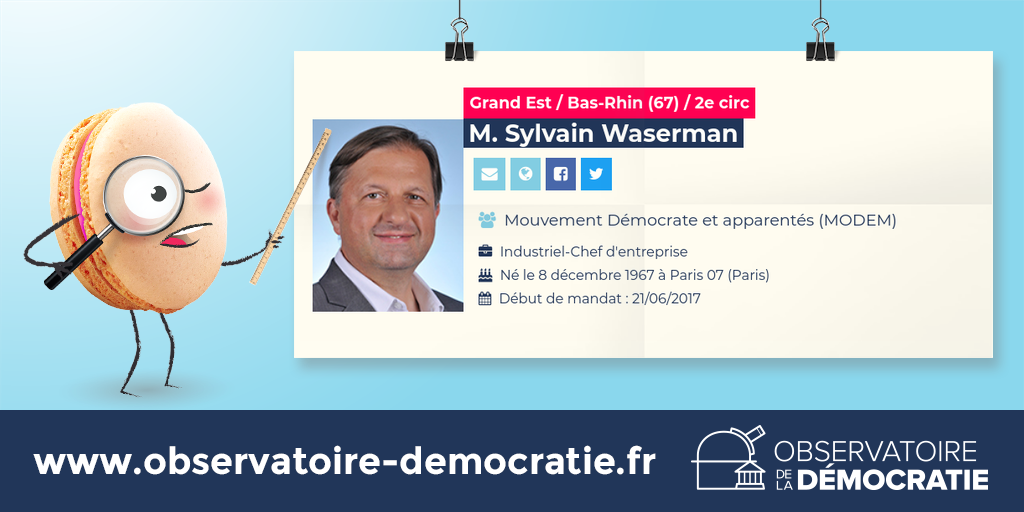 Grand Est / Bas-Rhin (67) / 2e circ
M. Sylvain Waserman
Mouvement Démocrate et apparentés (MODEM)
Industriel-Chef d'entreprise
Né le 8 décembre 1967 à Paris 07 (Paris)
Début de mandat : 21/06/2017
www.observatoire-democratie.fr
OBSERVATOIRE
DE LA DÉMOCRATIE